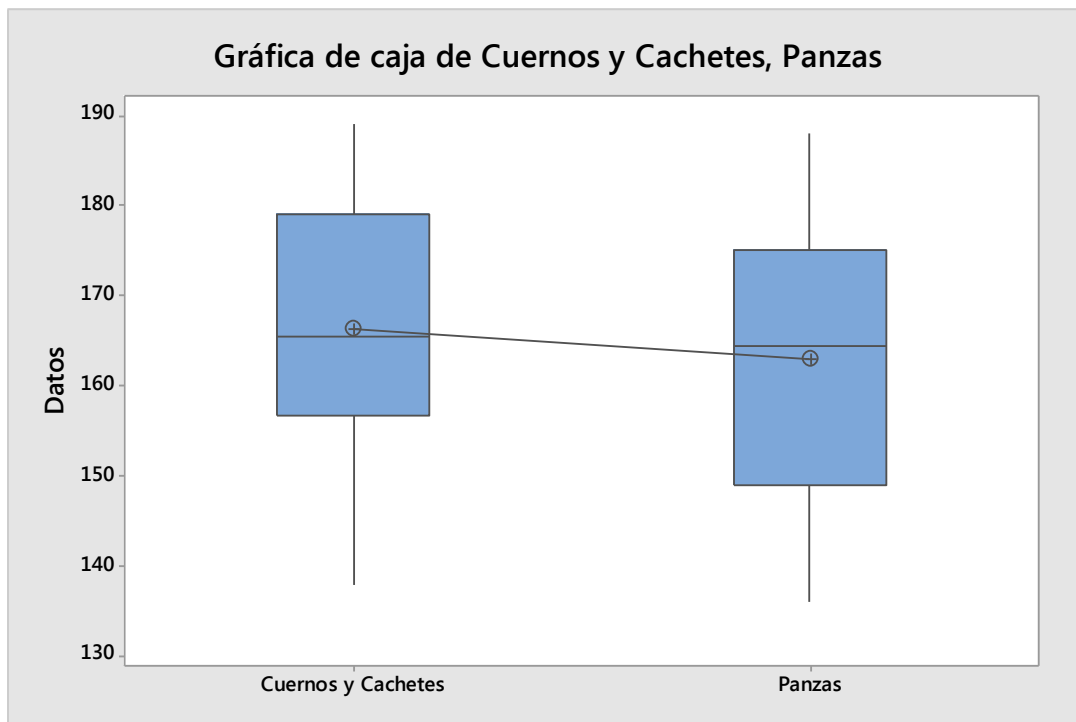 Gráfica de caja de Cuernos y Cachetes, Panzas
190
180
170
160
150
140
130
Datos
Cuernos y Cachetes
Panzas